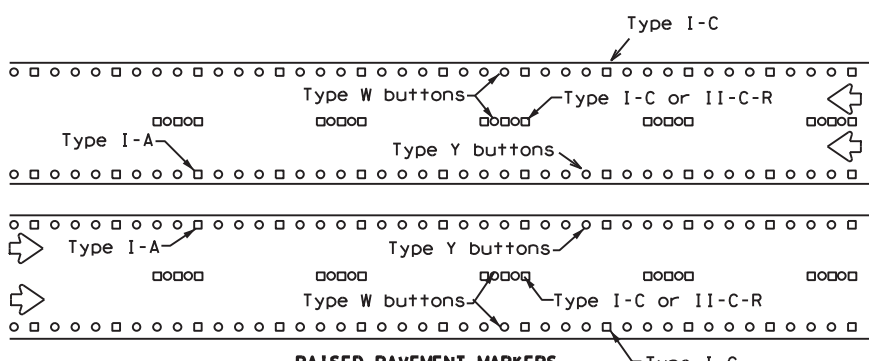 Type I-C
Type W buttons
Type I-C or II-C-R
Type I-A
Type Y buttons
Type I-A
Type Y buttons
Type W buttons
Type I-C or II-C-R
RAISED PAVEMENT MARKERS
Type I-C